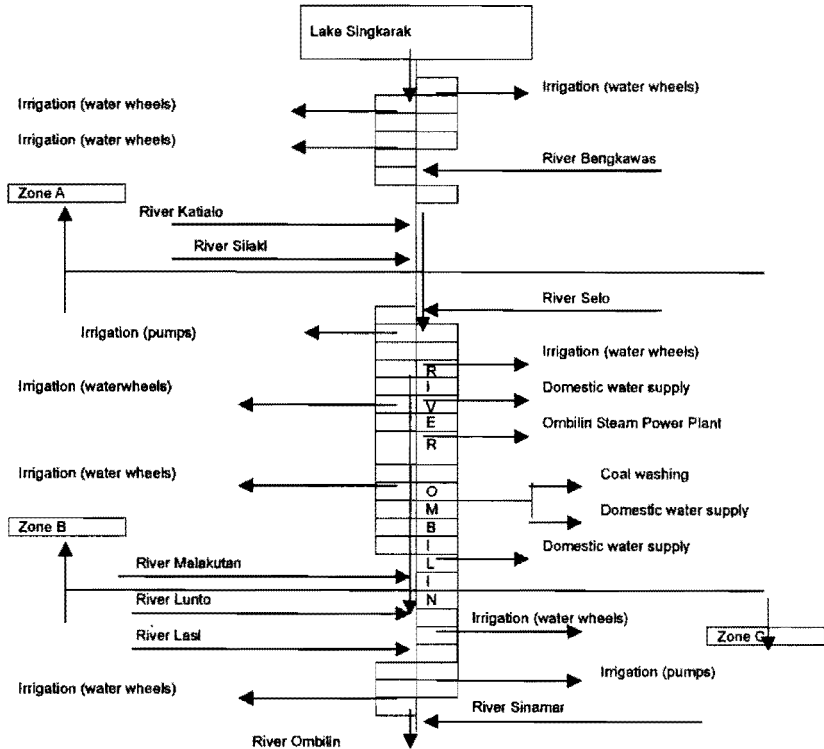 Lake Singkarak
Irrigation (water wheels)
Irrigation (water wheels)
Irrigation (water wheels)
River Bengkawas
Zone A
River Katialo
River Silaki
River Selo
Irrigation (pumps)
Irrigation (water wheels)
Irrigation (waterwheels)
Domestic water supply
Ombilin Steam Power Plant
RIVER
Irrigation (water wheels)
Coal washing
Domestic water supply
Zone B
Domestic water supply
OMBILIN
River Malakutan
River Lunto
Irrigation (water wheels)
River Lasi
Zone C
Irrigation (pumps)
Irrigation (water wheels)
River Sinamar
River Ombilin